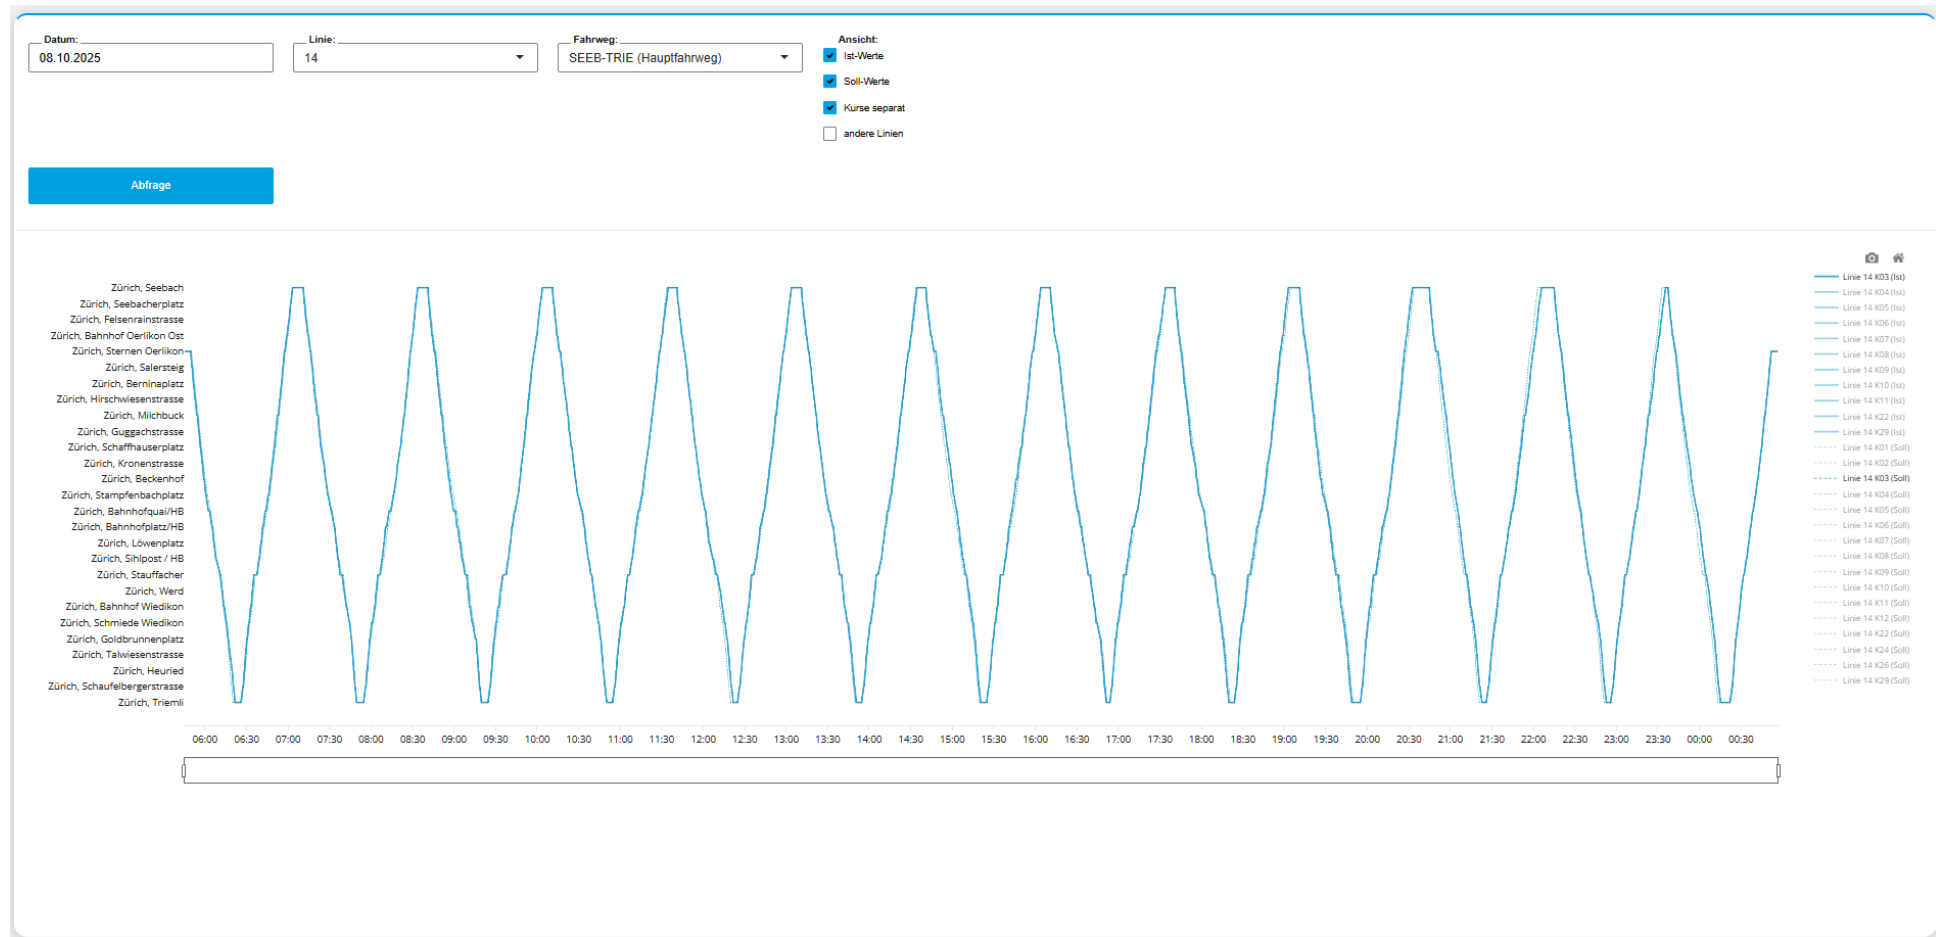 Datum:
08.10.2025
Linie:
14
Fahrweg:
SEEB-TRIE (Hauptfahrweg)
Ansicht:
Ist-Werte
Soll-Werte
Kurse separat
andere Linien
Abfrage
Zürich, Seebach
Zürich, Seebacherplatz
Zürich, Felsenrainstrasse
Zürich, Bahnhof Oerlikon Ost
Zürich, Sternen Oerlikon
Zürich, Salersteig
Zürich, Berninaplatz
Zürich, Hirschwiesenstrasse
Zürich, Milchbuck
Zürich, Guggachstrasse
Zürich, Schaffhauserplatz
Zürich, Kronenstrasse
Zürich, Beckenhof
Zürich, Stampfenbachplatz
Zürich, Bahnhofquai/HB
Zürich, Bahnhofplatz/HB
Zürich, Löwenplatz
Zürich, Sihlpost / HB
Zürich, Stauffacher
Zürich, Werd
Zürich, Bahnhof Wiedikon
Zürich, Schmiede Wiedikon
Zürich, Goldbrunnenplatz
Zürich, Talwiesenstrasse
Zürich, Heuried
Zürich, Schaufelbergerstrasse
Zürich, Triemli
06:00 06:30 07:00 07:30 08:00 08:30 09:00 09:30 10:00 10:30 11:00 11:30 12:00 12:30 13:00 13:30 14:00 14:30 15:00 15:30 16:00 16:30 17:00 17:30 18:00 18:30 19:00 19:30 20:00 20:30 21:00 21:30 22:00 22:30 23:00 23:30 00:00 00:30
Linie 14 K03 (Ist)
Linie 14 K04 (Ist)
Linie 14 K05 (Ist)
Linie 14 K06 (Ist)
Linie 14 K07 (Ist)
Linie 14 K08 (Ist)
Linie 14 K09 (Ist)
Linie 14 K10 (Ist)
Linie 14 K11 (Ist)
Linie 14 K22 (Ist)
Linie 14 K29 (Ist)
Linie 14 K01 (Soll)
Linie 14 K02 (Soll)
Linie 14 K03 (Soll)
Linie 14 K04 (Soll)
Linie 14 K05 (Soll)
Linie 14 K06 (Soll)
Linie 14 K07 (Soll)
Linie 14 K08 (Soll)
Linie 14 K09 (Soll)
Linie 14 K10 (Soll)
Linie 14 K11 (Soll)
Linie 14 K12 (Soll)
Linie 14 K22 (Soll)
Linie 14 K24 (Soll)
Linie 14 K26 (Soll)
Linie 14 K29 (Soll)